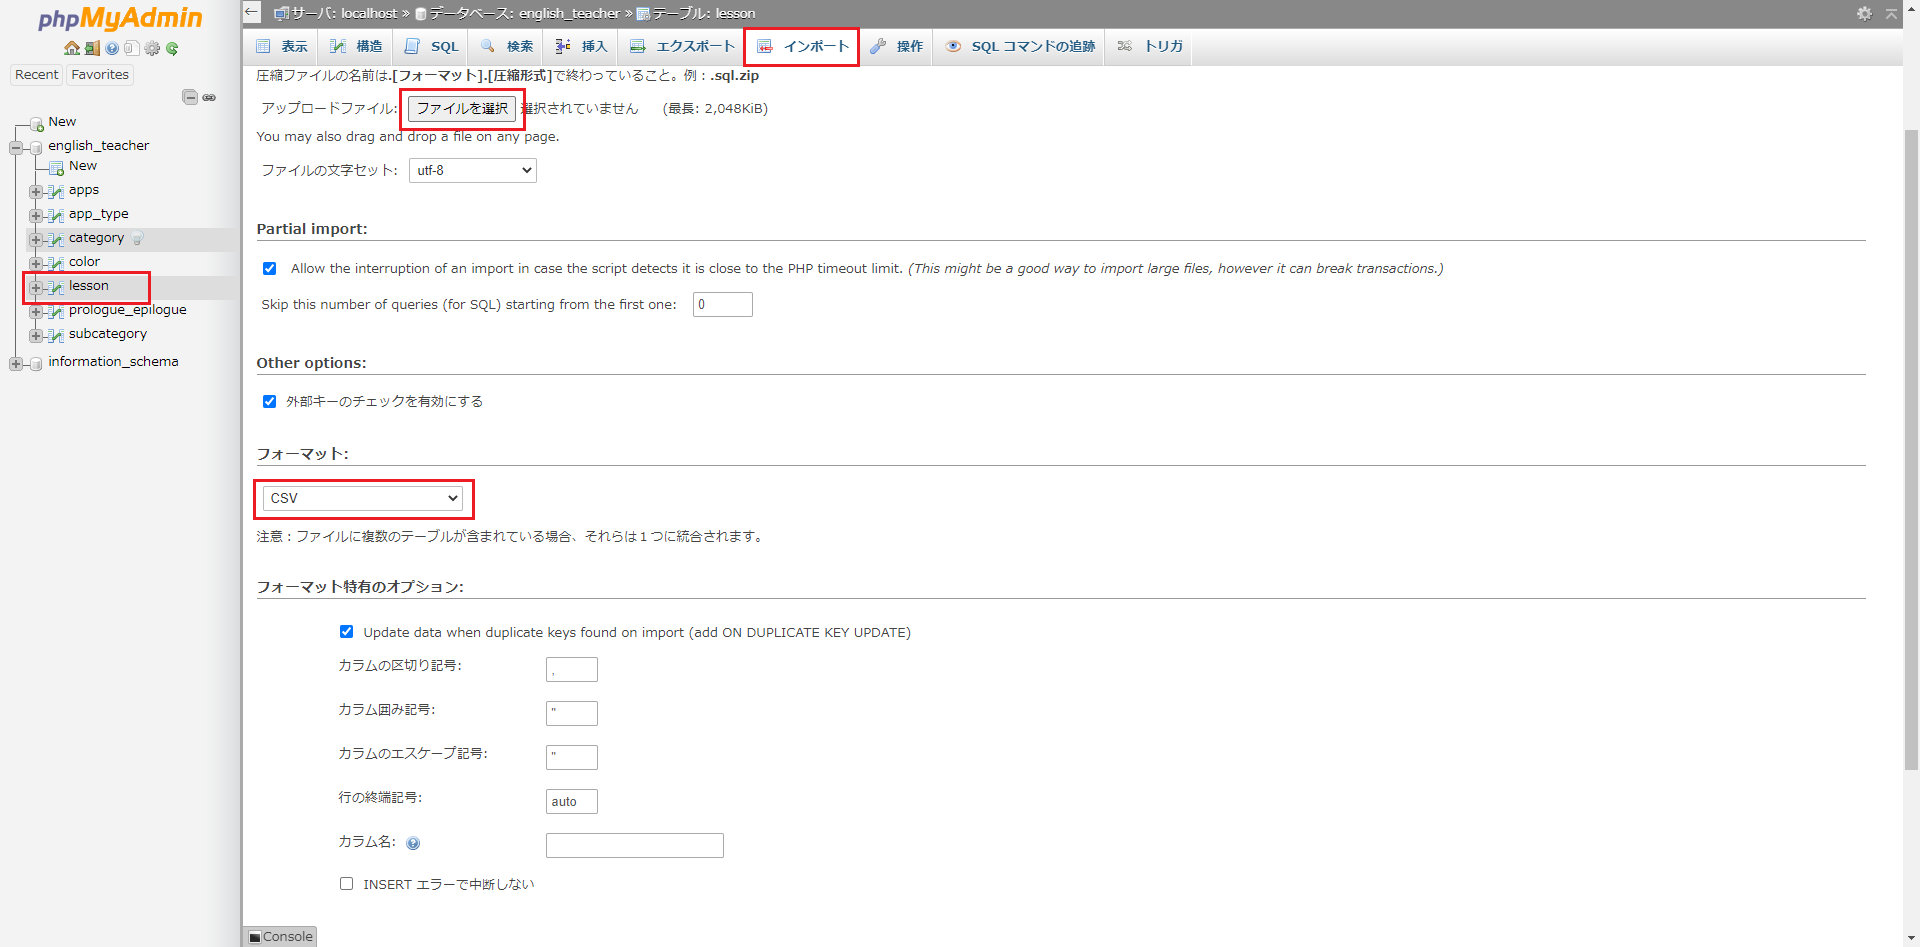 phpMyAdmin
Recent
Favorites
New
english_teacher
New
apps
app_type
category
color
lesson
prologue_epilogue
subcategory
information_schema
サーバ: localhost » データベース: english_teacher » テーブル: lesson
表示 構造 SQL 検索 挿入 エクスポート インポート 操作 SQL コマンドの追跡 トリガ
圧縮ファイルの名前は.[フォーマット].[圧縮形式]で終わっていること。例：.sql.zip
アップロードファイル: ファイルを選択 選択されていません (最長: 2,048KiB)
You may also drag and drop a file on any page.
ファイルの文字セット: utf-8
Partial import:
Allow the interruption of an import in case the script detects it is close to the PHP timeout limit. (This might be a good way to import large files, however it can break transactions.)
Skip this number of queries (for SQL) starting from the first one: 0
Other options:
外部キーのチェックを有効にする
フォーマット:
CSV
注意：ファイルに複数のテーブルが含まれている場合、それらは１つに統合されます。
フォーマット特有のオプション:
Update data when duplicate keys found on import (add ON DUPLICATE KEY UPDATE)
カラムの区切り記号: ,
カラム囲み記号: "
カラムのエスケープ記号: "
行の終端記号: auto
カラム名:
INSERT エラーで中断しない
Console